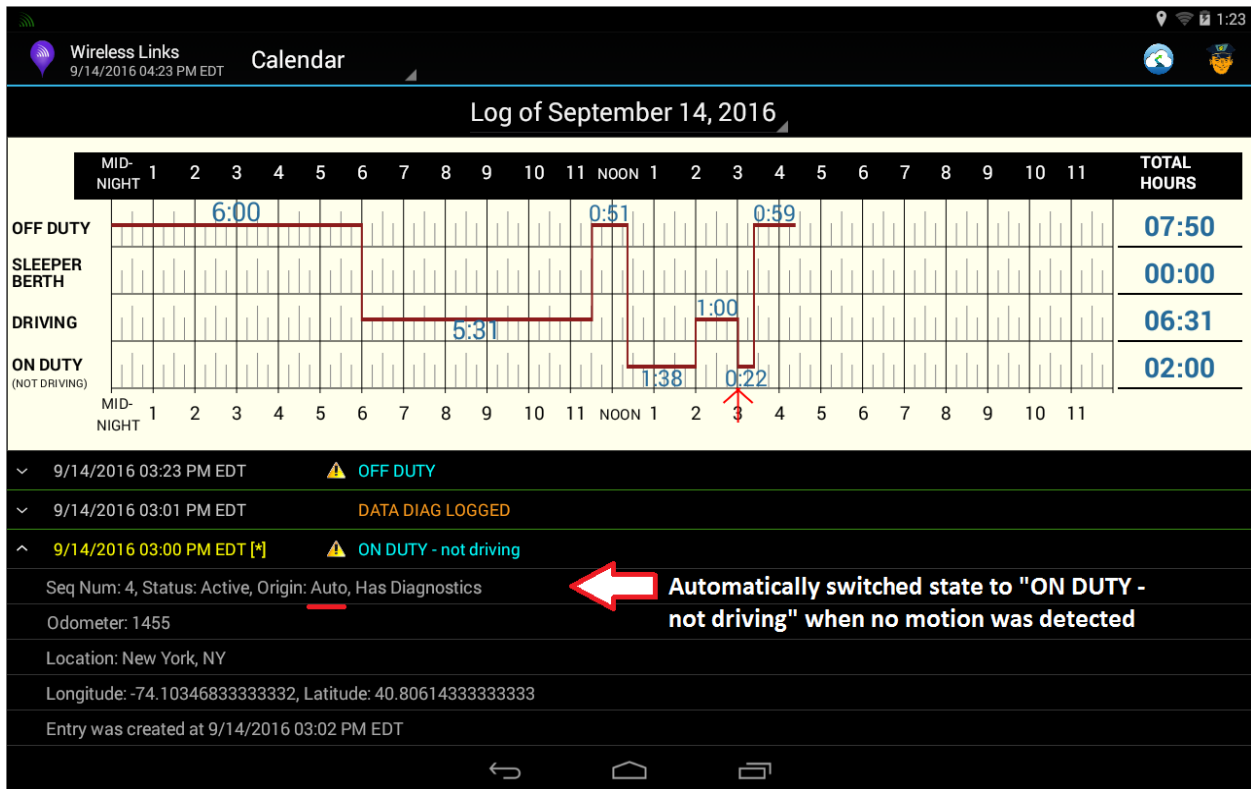 1:23
Wireless Links
9/14/2016 04:23 PM EDT
Calendar
Log of September 14, 2016
MID-
NIGHT 1 2 3 4 5 6 7 8 9 10 11 NOON 1 2 3 4 5 6 7 8 9 10 11
TOTAL
HOURS
OFF DUTY 6:00 0:51 0:59 07:50
SLEEPER
BERTH 00:00
DRIVING 5:31 1:00 06:31
ON DUTY
(NOT DRIVING) 1:38 0:22 02:00
MID-
NIGHT 1 2 3 4 5 6 7 8 9 10 11 NOON 1 2 3 4 5 6 7 8 9 10 11
9/14/2016 03:23 PM EDT OFF DUTY
9/14/2016 03:01 PM EDT DATA DIAG LOGGED
9/14/2016 03:00 PM EDT [*] ON DUTY - not driving
Seq Num: 4, Status: Active, Origin: Auto, Has Diagnostics
Automatically switched state to "ON DUTY -
not driving" when no motion was detected
Odometer: 1455
Location: New York, NY
Longitude: -74.10346833333332, Latitude: 40.80614333333333
Entry was created at 9/14/2016 03:02 PM EDT